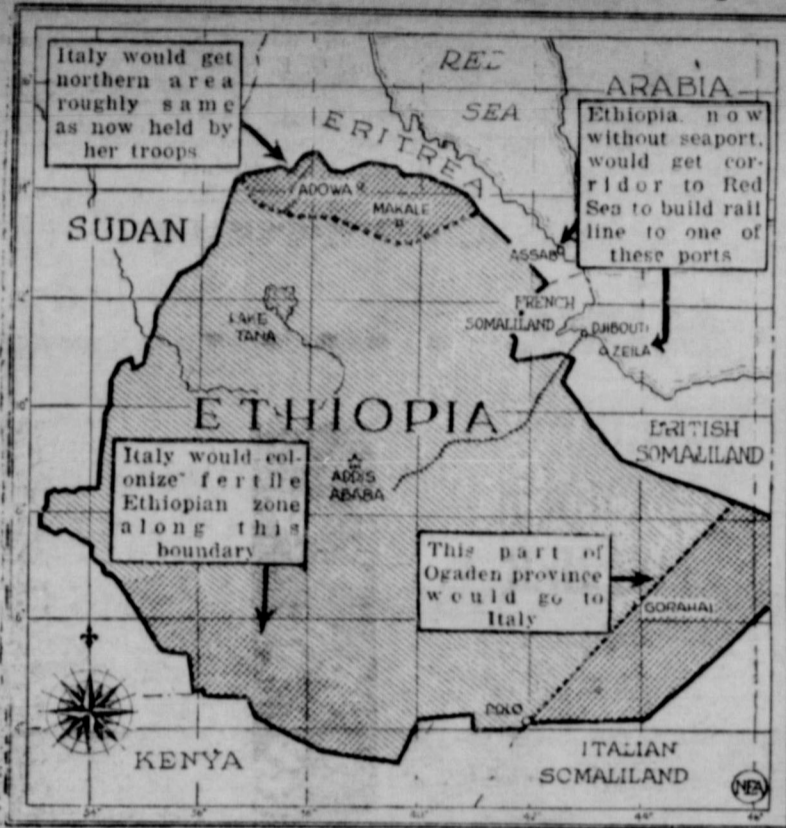 Italy would get
northern area
roughly same
as now held by
her troops
RED
SEA
ARABIA
ERITREA
Ethiopia, now
without seaport,
would get cor-
ridor to Red
Sea to build rail
line to one of
these ports
SUDAN
ADOWA
MAKALE
ASSAB
FRENCH
SOMALILAND
DJIBOUTI
ZEILA
LAKE
TANA
ETHIOPIA
BRITISH
SOMALILAND
ADDIS
ABABA
Italy would col-
onize fertile
Ethiopian zone
along this
boundary
This part of
Ogaden province
would go to
Italy
GORAHAI
DOLO
KENYA
ITALIAN
SOMALILAND
NEA